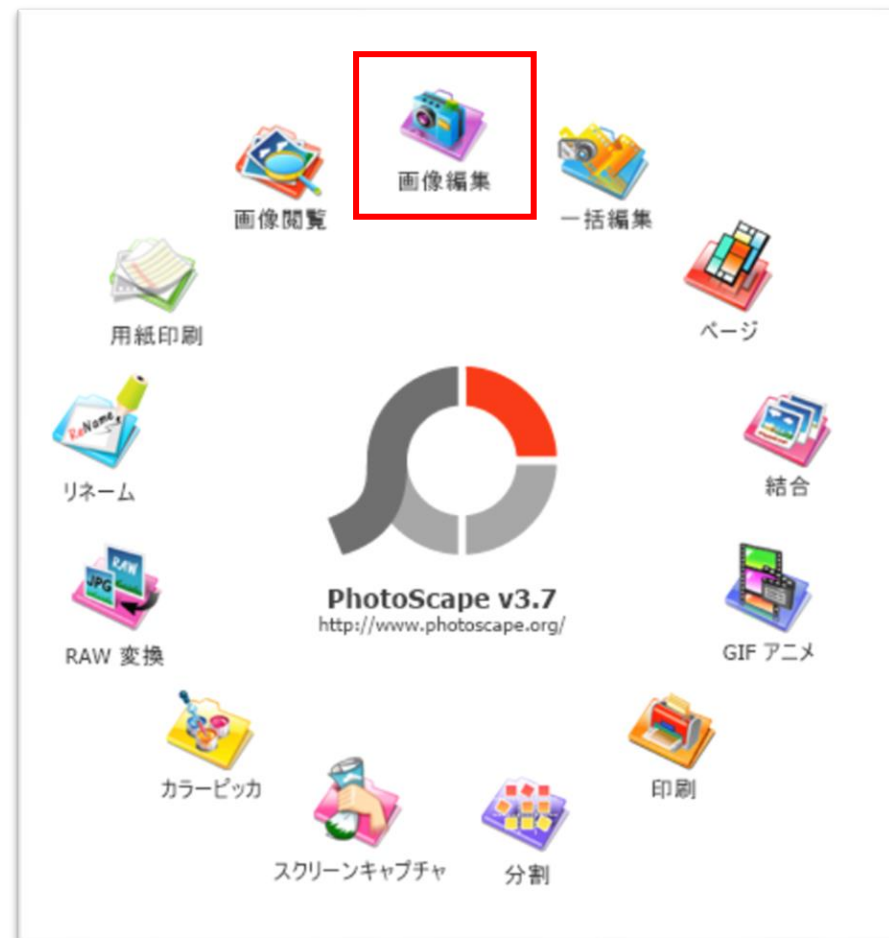 画像編集
画像閲覧
一括編集
用紙印刷
ページ
ReName
リネーム
結合
PhotoScape v3.7
http://www.photoscape.org/
RAW
JPG
RAW 変換
GIF アニメ
カラーピッカ
印刷
スクリーンキャプチャ
分割